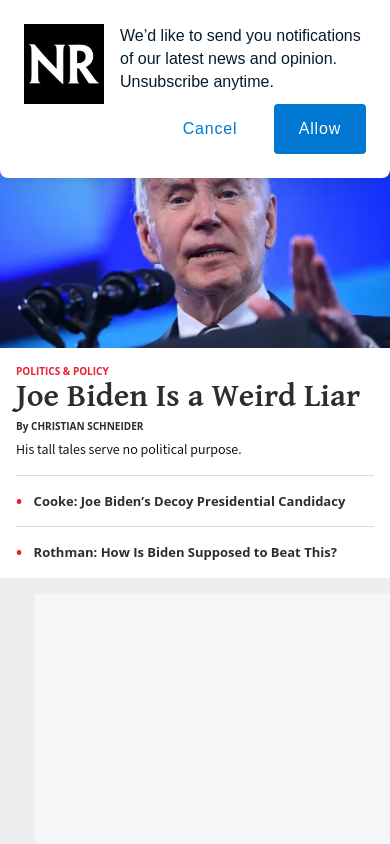 NR
We’d like to send you notifications
of our latest news and opinion.
Unsubscribe anytime.
Cancel
Allow
POLITICS & POLICY
Joe Biden Is a Weird Liar
By CHRISTIAN SCHNEIDER
His tall tales serve no political purpose.
• Cooke: Joe Biden’s Decoy Presidential Candidacy
• Rothman: How Is Biden Supposed to Beat This?